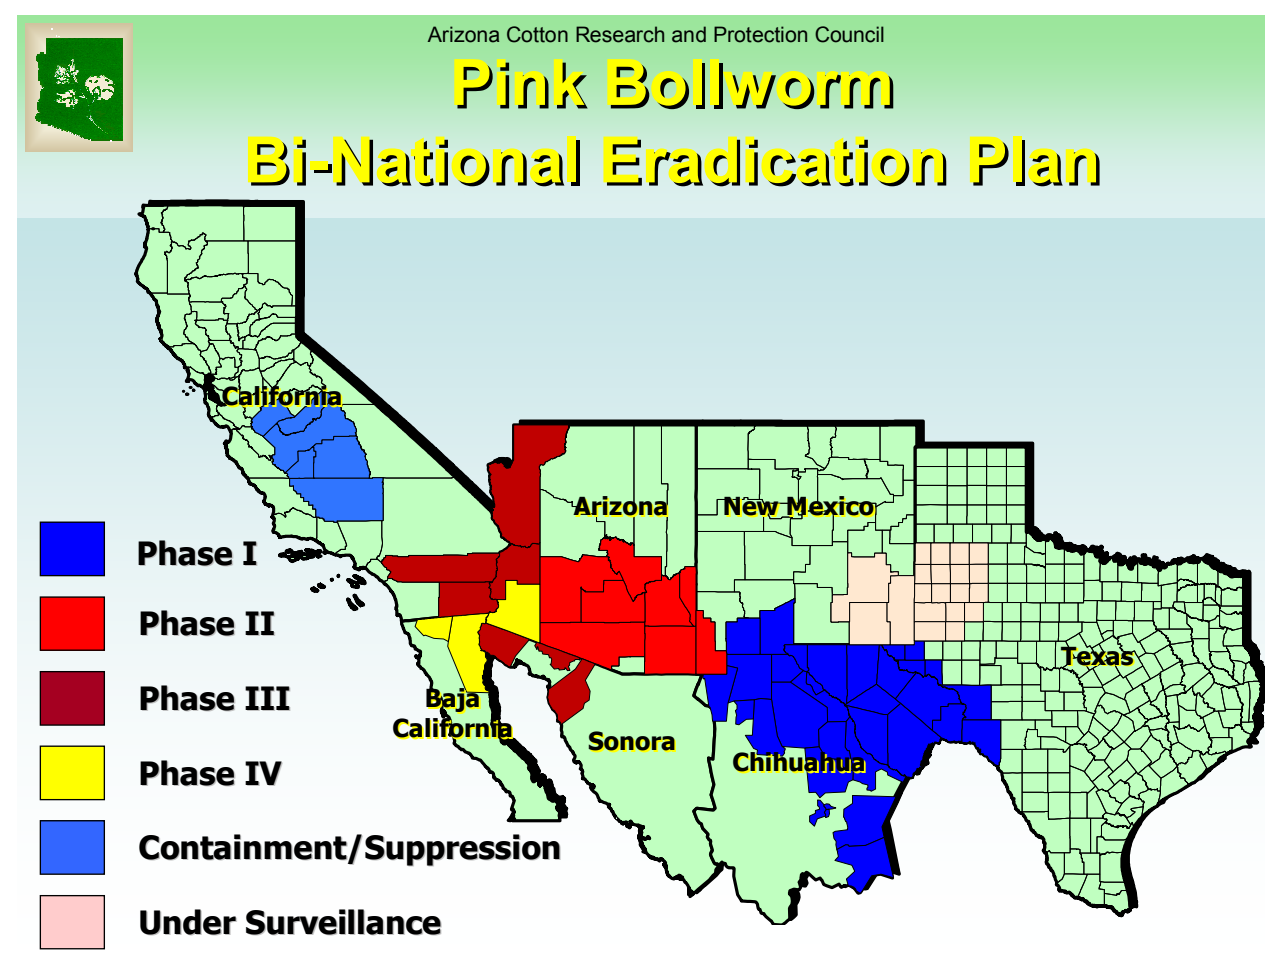 Arizona Cotton Research and Protection Council
Pink Bollworm
Bi-National Eradication Plan
California
Arizona
New Mexico
Texas
Baja
California
Sonora
Chihuahua
Phase I
Phase II
Phase III
Phase IV
Containment/Suppression
Under Surveillance